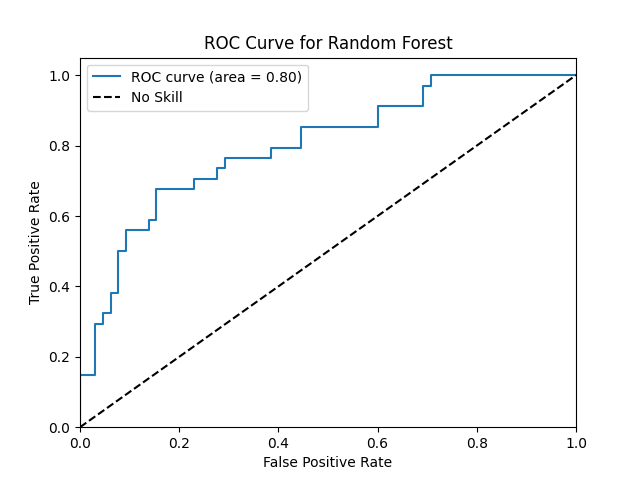 ROC Curve for Random Forest
ROC curve (area = 0.80)
No Skill
True Positive Rate
1.0
0.8
0.6
0.4
0.2
0.0
0.0 0.2 0.4 0.6 0.8 1.0
False Positive Rate